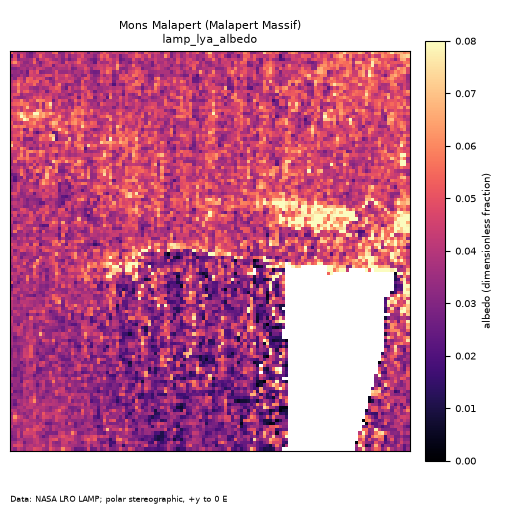 Mons Malapert (Malapert Massif)
lamp_lya_albedo
0.08
0.07
0.06
0.05
0.04
0.03
0.02
0.01
0.00
albedo (dimensionless fraction)
Data: NASA LRO LAMP; polar stereographic, +y to 0 E